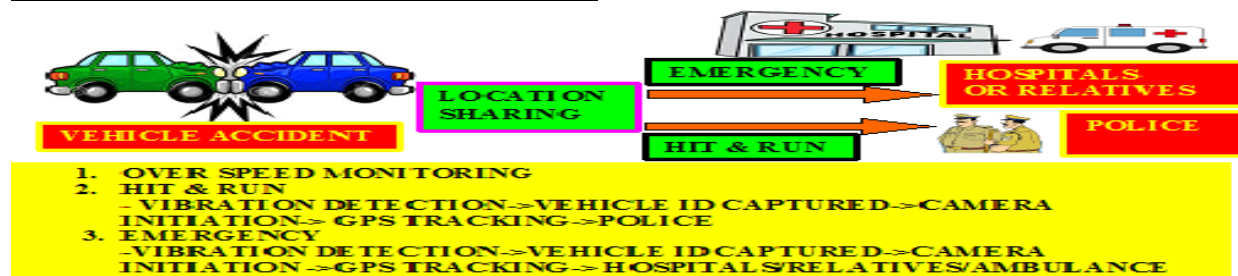 HOSPITAL
EMERGENCY
HOSPITALS
OR RELATIVES
LOCATION
SHARING
VEHICLE ACCIDENT
POLICE
HIT & RUN
1. OVER SPEED MONITORING
2. HIT & RUN
- VIBRATION DETECTION->VEHICLE ID CAPTURED->CAMERA
INITIATION-> GPS TRACKING->POLICE
3. EMERGENCY
-VIBRATION DETECTION->VEHICLE ID CAPTURED->CAMERA
INITIATION ->GPS TRACKING-> HOSPITALS/RELATIVES/AMBULANCE